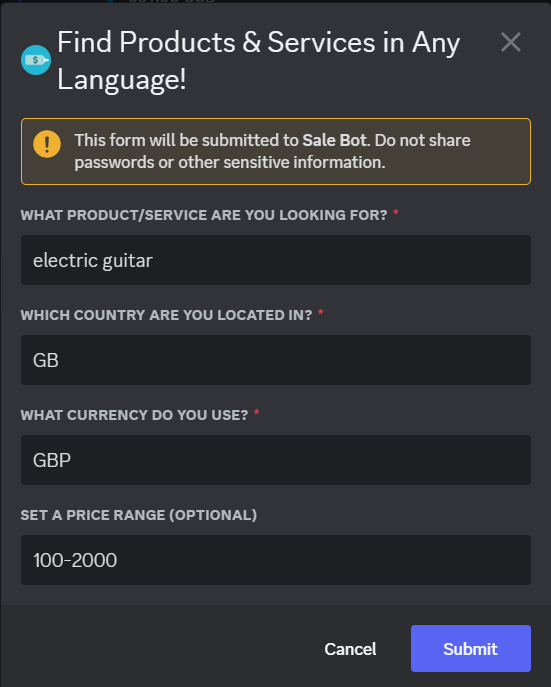 Find Products & Services in Any
Language!
This form will be submitted to Sale Bot. Do not share
passwords or other sensitive information.
WHAT PRODUCT/SERVICE ARE YOU LOOKING FOR? *
electric guitar
WHICH COUNTRY ARE YOU LOCATED IN? *
GB
WHAT CURRENCY DO YOU USE? *
GBP
SET A PRICE RANGE (OPTIONAL)
100-2000
Cancel Submit